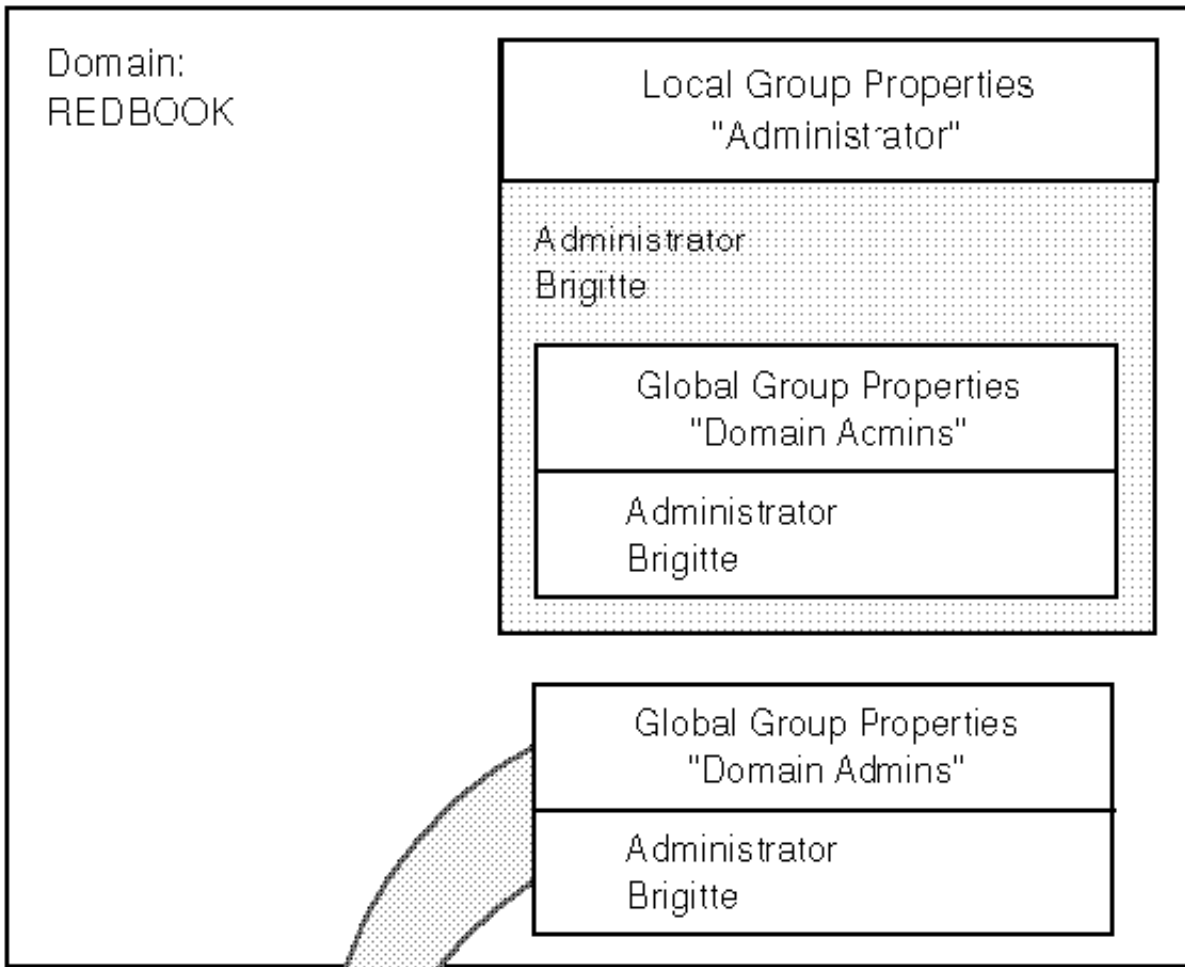 Domain:
REDBOOK
Local Group Properties
"Administrator"
Administrator
Brigitte
Global Group Properties
"Domain Acmins"
Administrator
Brigitte
Global Group Properties
"Domain Admins"
Administrator
Brigitte